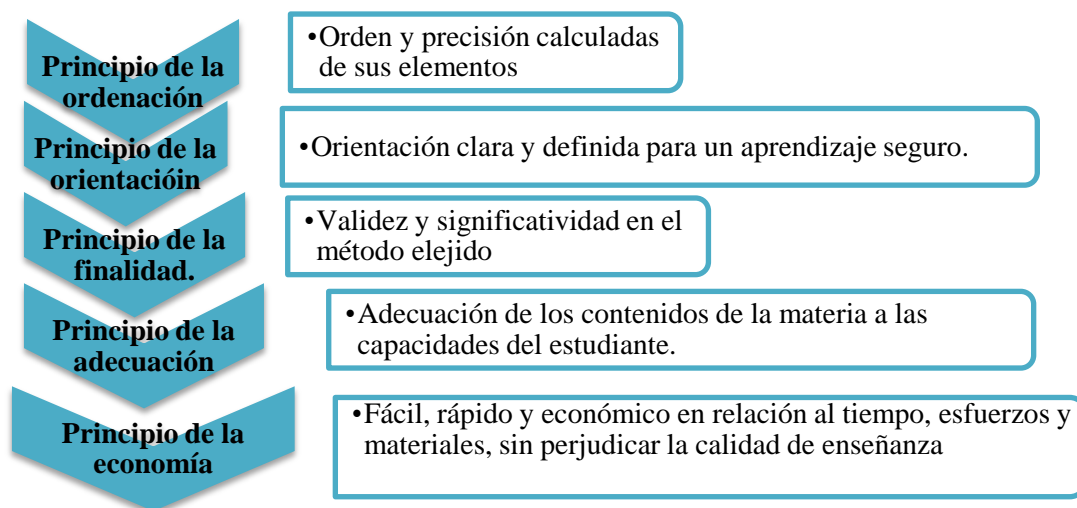 Principio de la
ordenación
•Orden y precisión calculadas
de sus elementos
Principio de la
orientacióin
•Orientación clara y definida para un aprendizaje seguro.
Principio de la
finalidad.
•Validez y significatividad en el
método elejido
Principio de la
adecuación
•Adecuación de los contenidos de la materia a las
capacidades del estudiante.
Principio de la
economía
•Fácil, rápido y económico en relación al tiempo, esfuerzos y
materiales, sin perjudicar la calidad de enseñanza